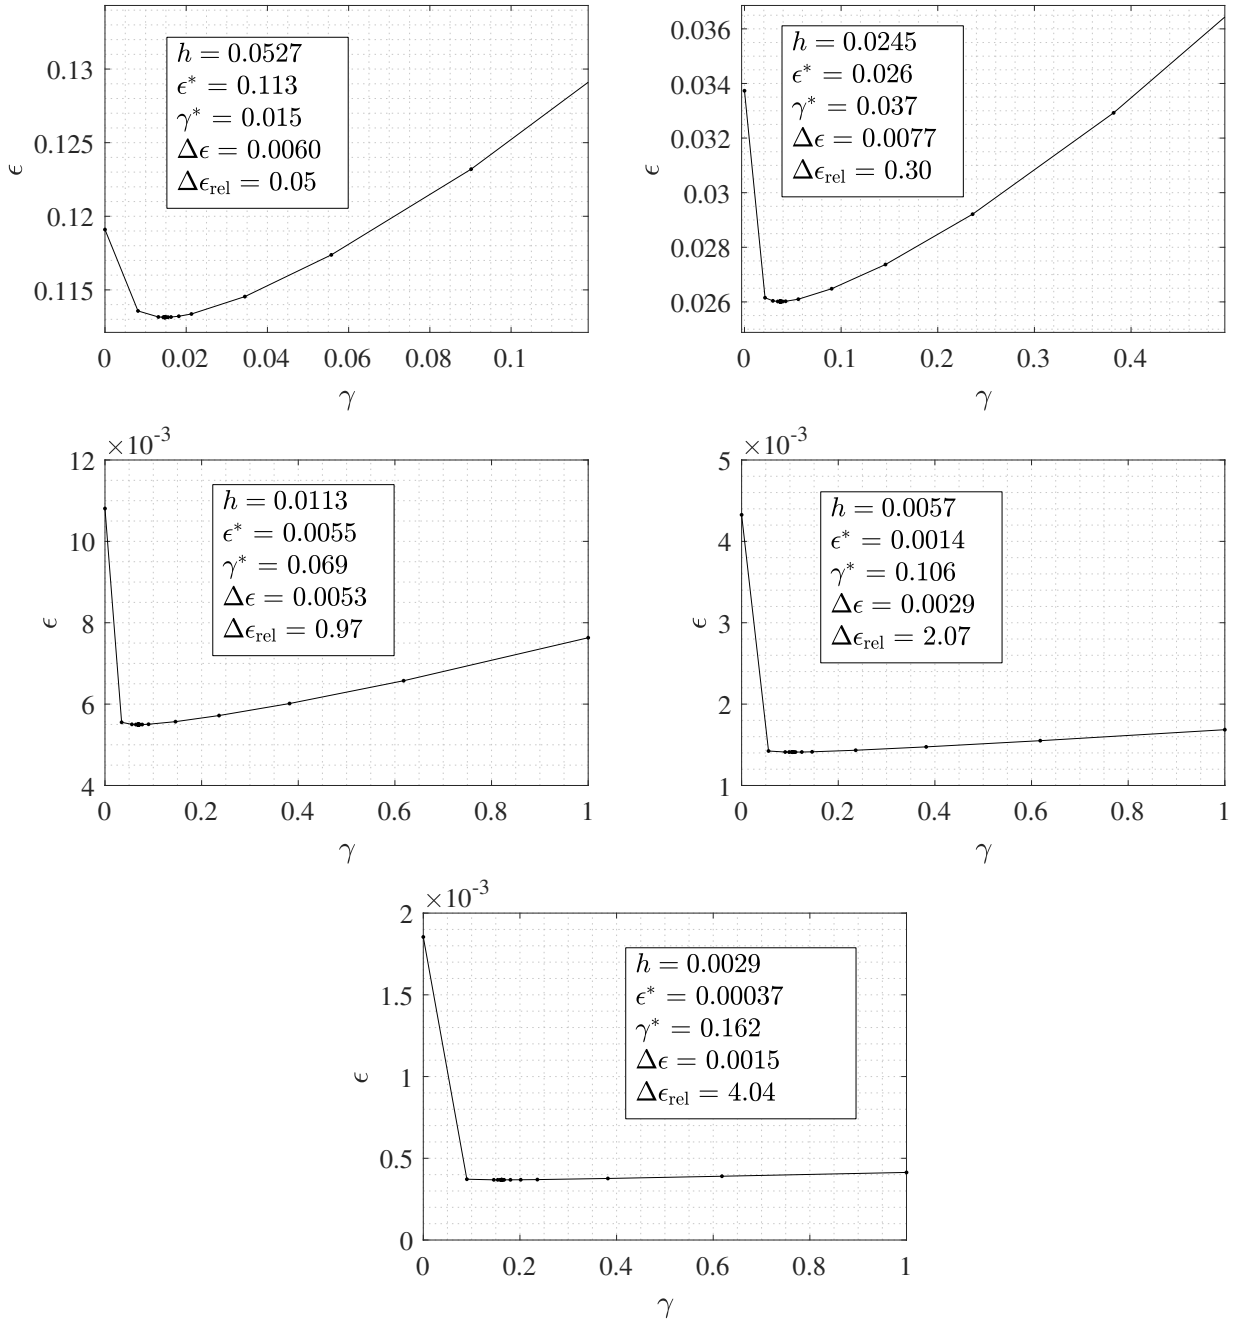 h = 0.0527
ϵ* = 0.113
γ* = 0.015
Δϵ = 0.0060
Δϵrel = 0.05
0.13
0.125
0.12
0.115
ϵ
0 0.02 0.04 0.06 0.08 0.1
γ
h = 0.0245
ϵ* = 0.026
γ* = 0.037
Δϵ = 0.0077
Δϵrel = 0.30
0.036
0.034
0.032
0.03
0.028
0.026
ϵ
0 0.1 0.2 0.3 0.4
γ
×10-3
h = 0.0113
ϵ* = 0.0055
γ* = 0.069
Δϵ = 0.0053
Δϵrel = 0.97
12
10
8
6
4
ϵ
0 0.2 0.4 0.6 0.8 1
γ
×10-3
h = 0.0057
ϵ* = 0.0014
γ* = 0.106
Δϵ = 0.0029
Δϵrel = 2.07
5
4
3
2
1
ϵ
0 0.2 0.4 0.6 0.8 1
γ
×10-3
h = 0.0029
ϵ* = 0.00037
γ* = 0.162
Δϵ = 0.0015
Δϵrel = 4.04
2
1.5
1
0.5
0
ϵ
0 0.2 0.4 0.6 0.8 1
γ